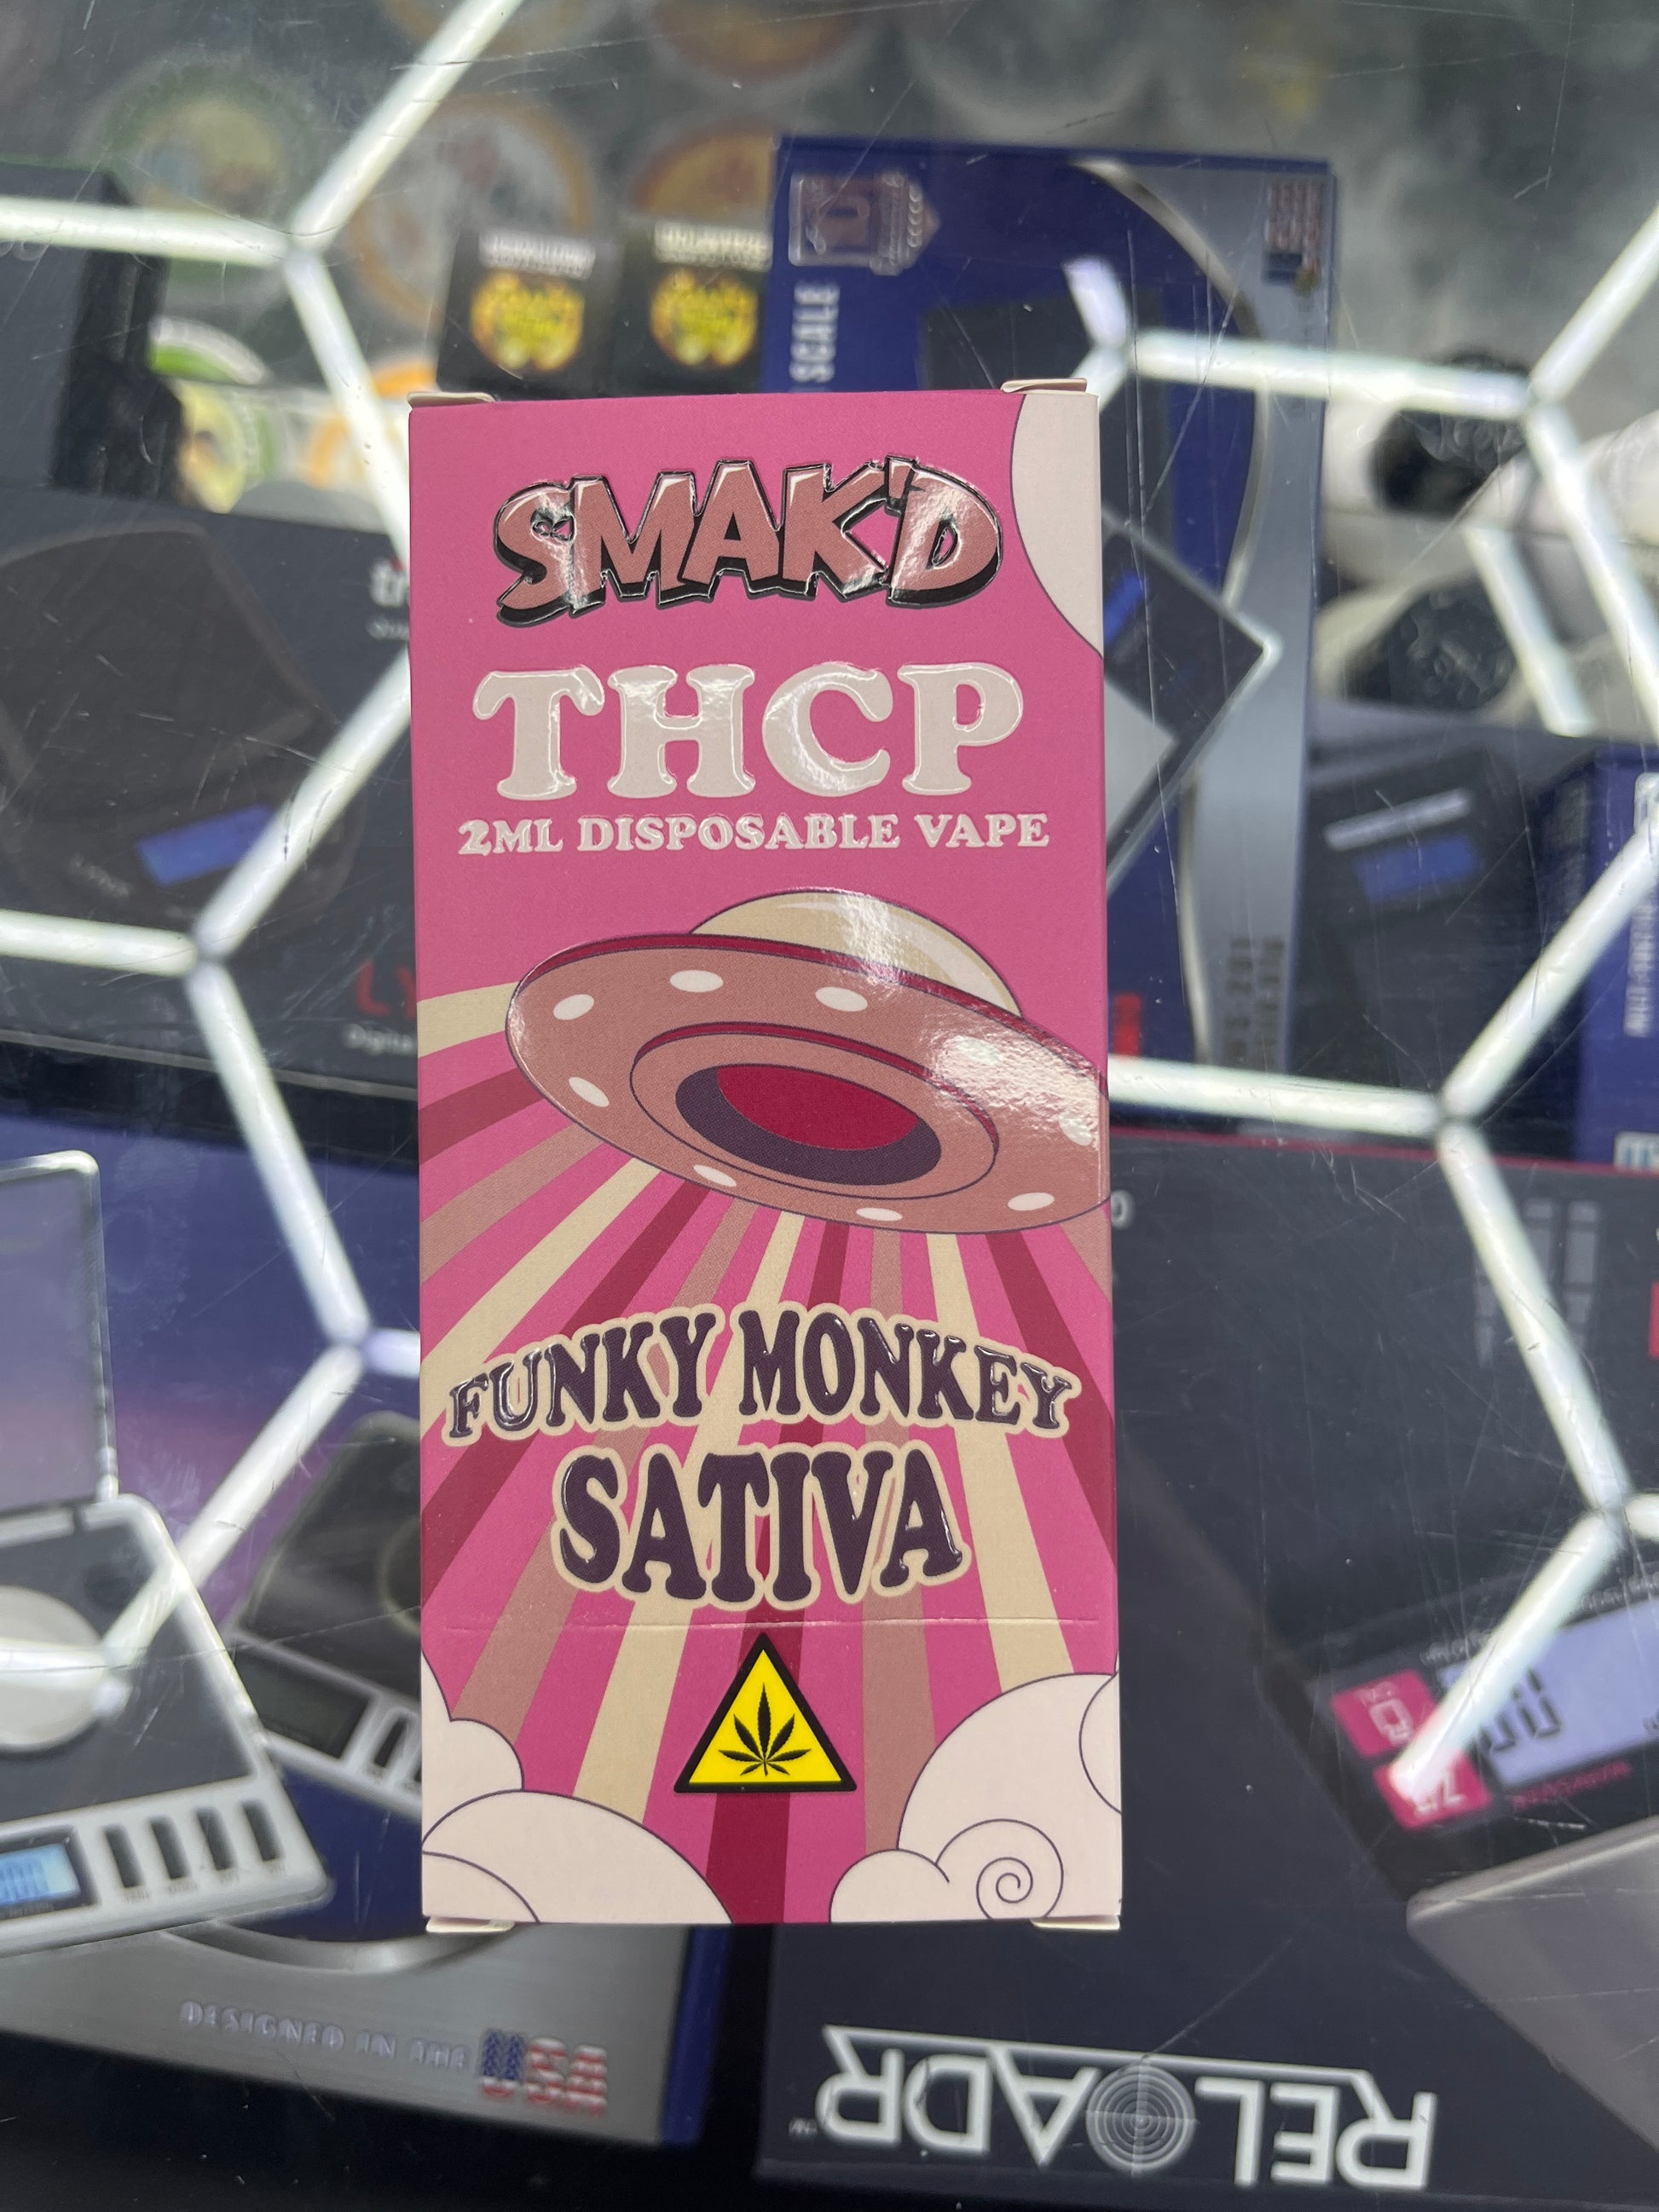 SCALE
SMAK'D
THCP
2ML DISPOSABLE VAPE
FUNKY MONKEY
SATIVA
DESIGNED IN THE
USA
RELOADR